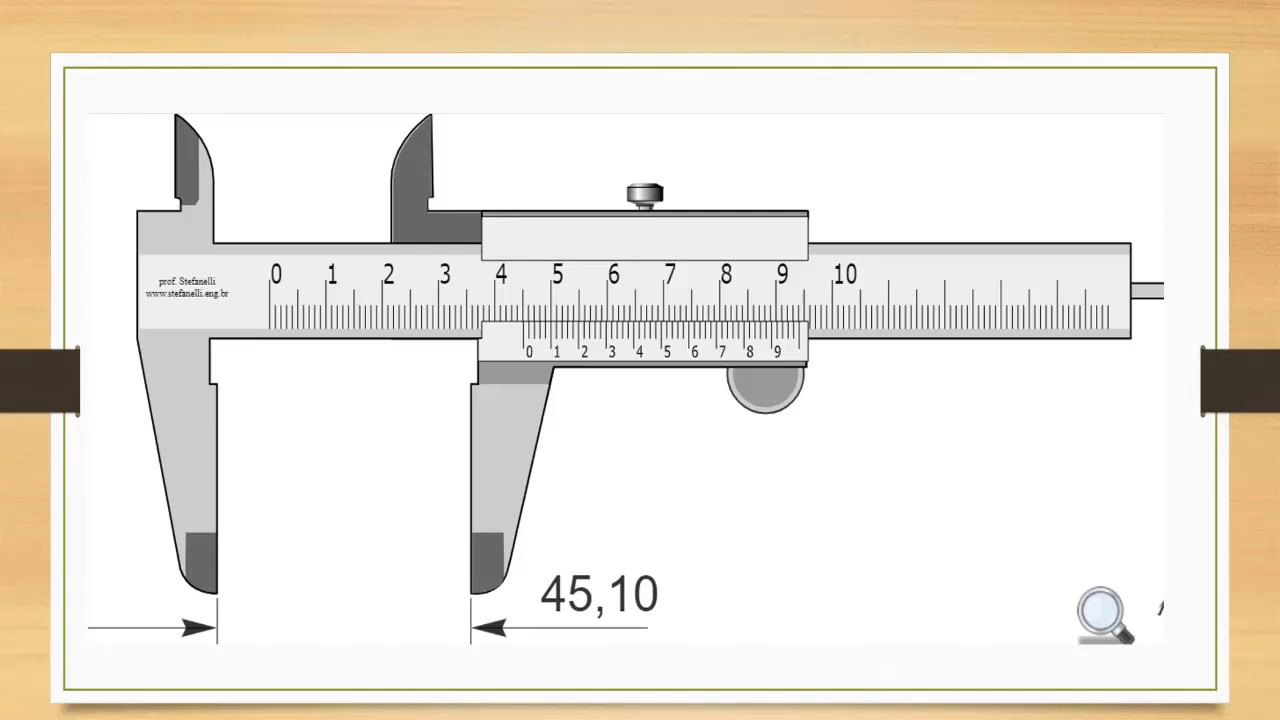 0 1 2 3 4 5 6 7 8 9 10
prof. Stefanelli
www.stefanelli.eng.br
0 1 2 3 4 5 6 7 8 9
45,10